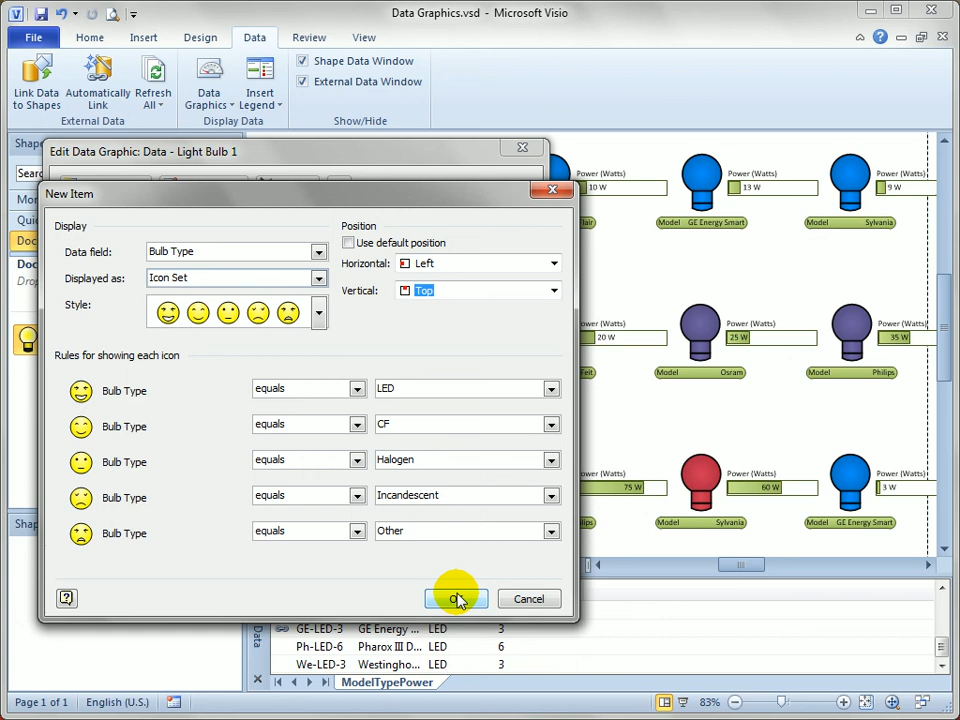 Data Graphics.vsd - Microsoft Visio
File Home Insert Design Data Review View
Link Data to Shapes
Automatically Link
Refresh All
Data Graphics
Insert Legend
Shape Data Window
External Data Window
External Data
Display Data
Show/Hide
Edit Data Graphic: Data - Light Bulb 1
New Item
Display
Data field: Bulb Type
Displayed as: Icon Set
Style:
Position
Use default position
Horizontal: Left
Vertical: Top
Rules for showing each icon
Bulb Type equals LED
Bulb Type equals CF
Bulb Type equals Halogen
Bulb Type equals Incandescent
Bulb Type equals Other
Cancel
Power (Watts) Power (Watts) Power (Watts)
10 W 13 W 9 W
Model GE Energy Smart Model Sylvania
Power (Watts) Power (Watts) Power (Watts)
20 W 25 W 35 W
Feit Model Osram Model Philips
Power (Watts) Power (Watts) Power (Watts)
75 W 60 W 3 W
Model Sylvania Model GE Energy Smart
GE-LED-3 GE Energy ... LED 3
Ph-LED-6 Pharox III D... LED 6
We-LED-3 Westingho... LED 3
Data
ModelTypePower
Page 1 of 1 English (U.S.) 83%